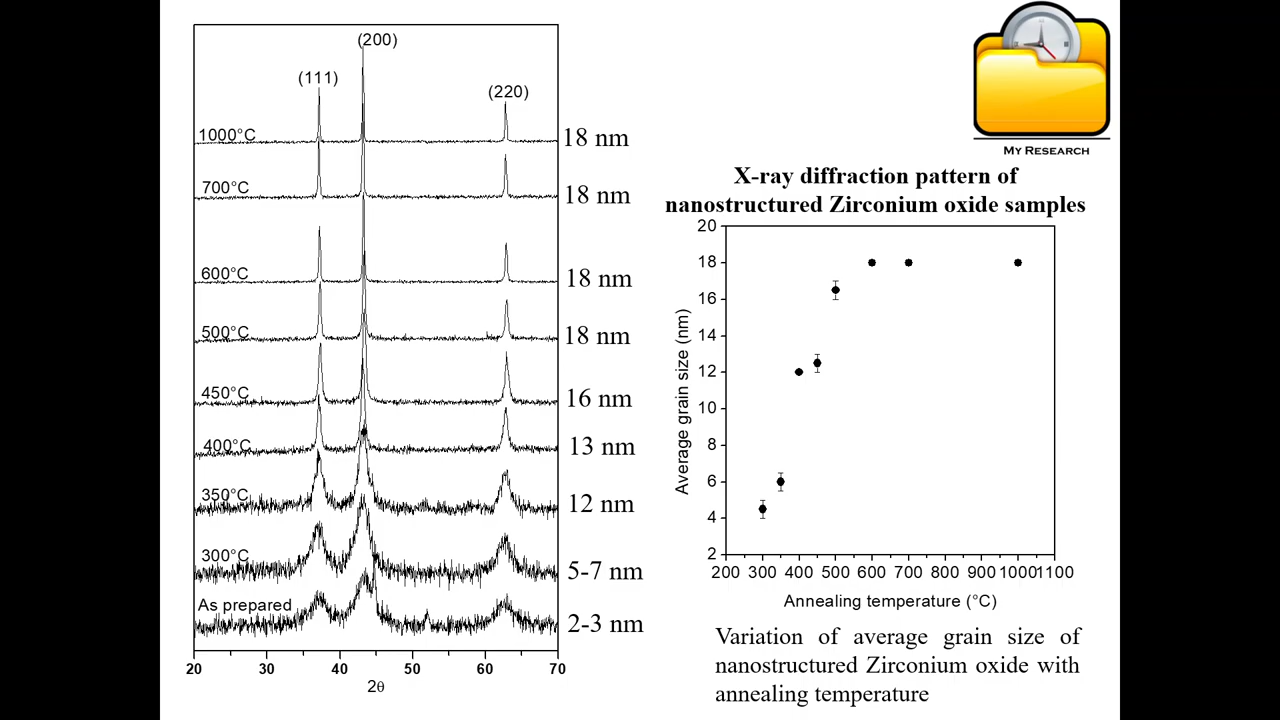 (200)
(111)
(220)
1000°C
18 nm
700°C
18 nm
600°C
18 nm
500°C
18 nm
450°C
16 nm
400°C
13 nm
350°C
12 nm
300°C
5-7 nm
As prepared
2-3 nm
20 30 40 50 60 70
2θ
MY RESEARCH
X-ray diffraction pattern of
nanostructured Zirconium oxide samples
20
18
16
14
12
10
8
6
4
2
Average grain size (nm)
200 300 400 500 600 700 800 900 1000 1100
Annealing temperature (°C)
Variation of average grain size of
nanostructured Zirconium oxide with
annealing temperature